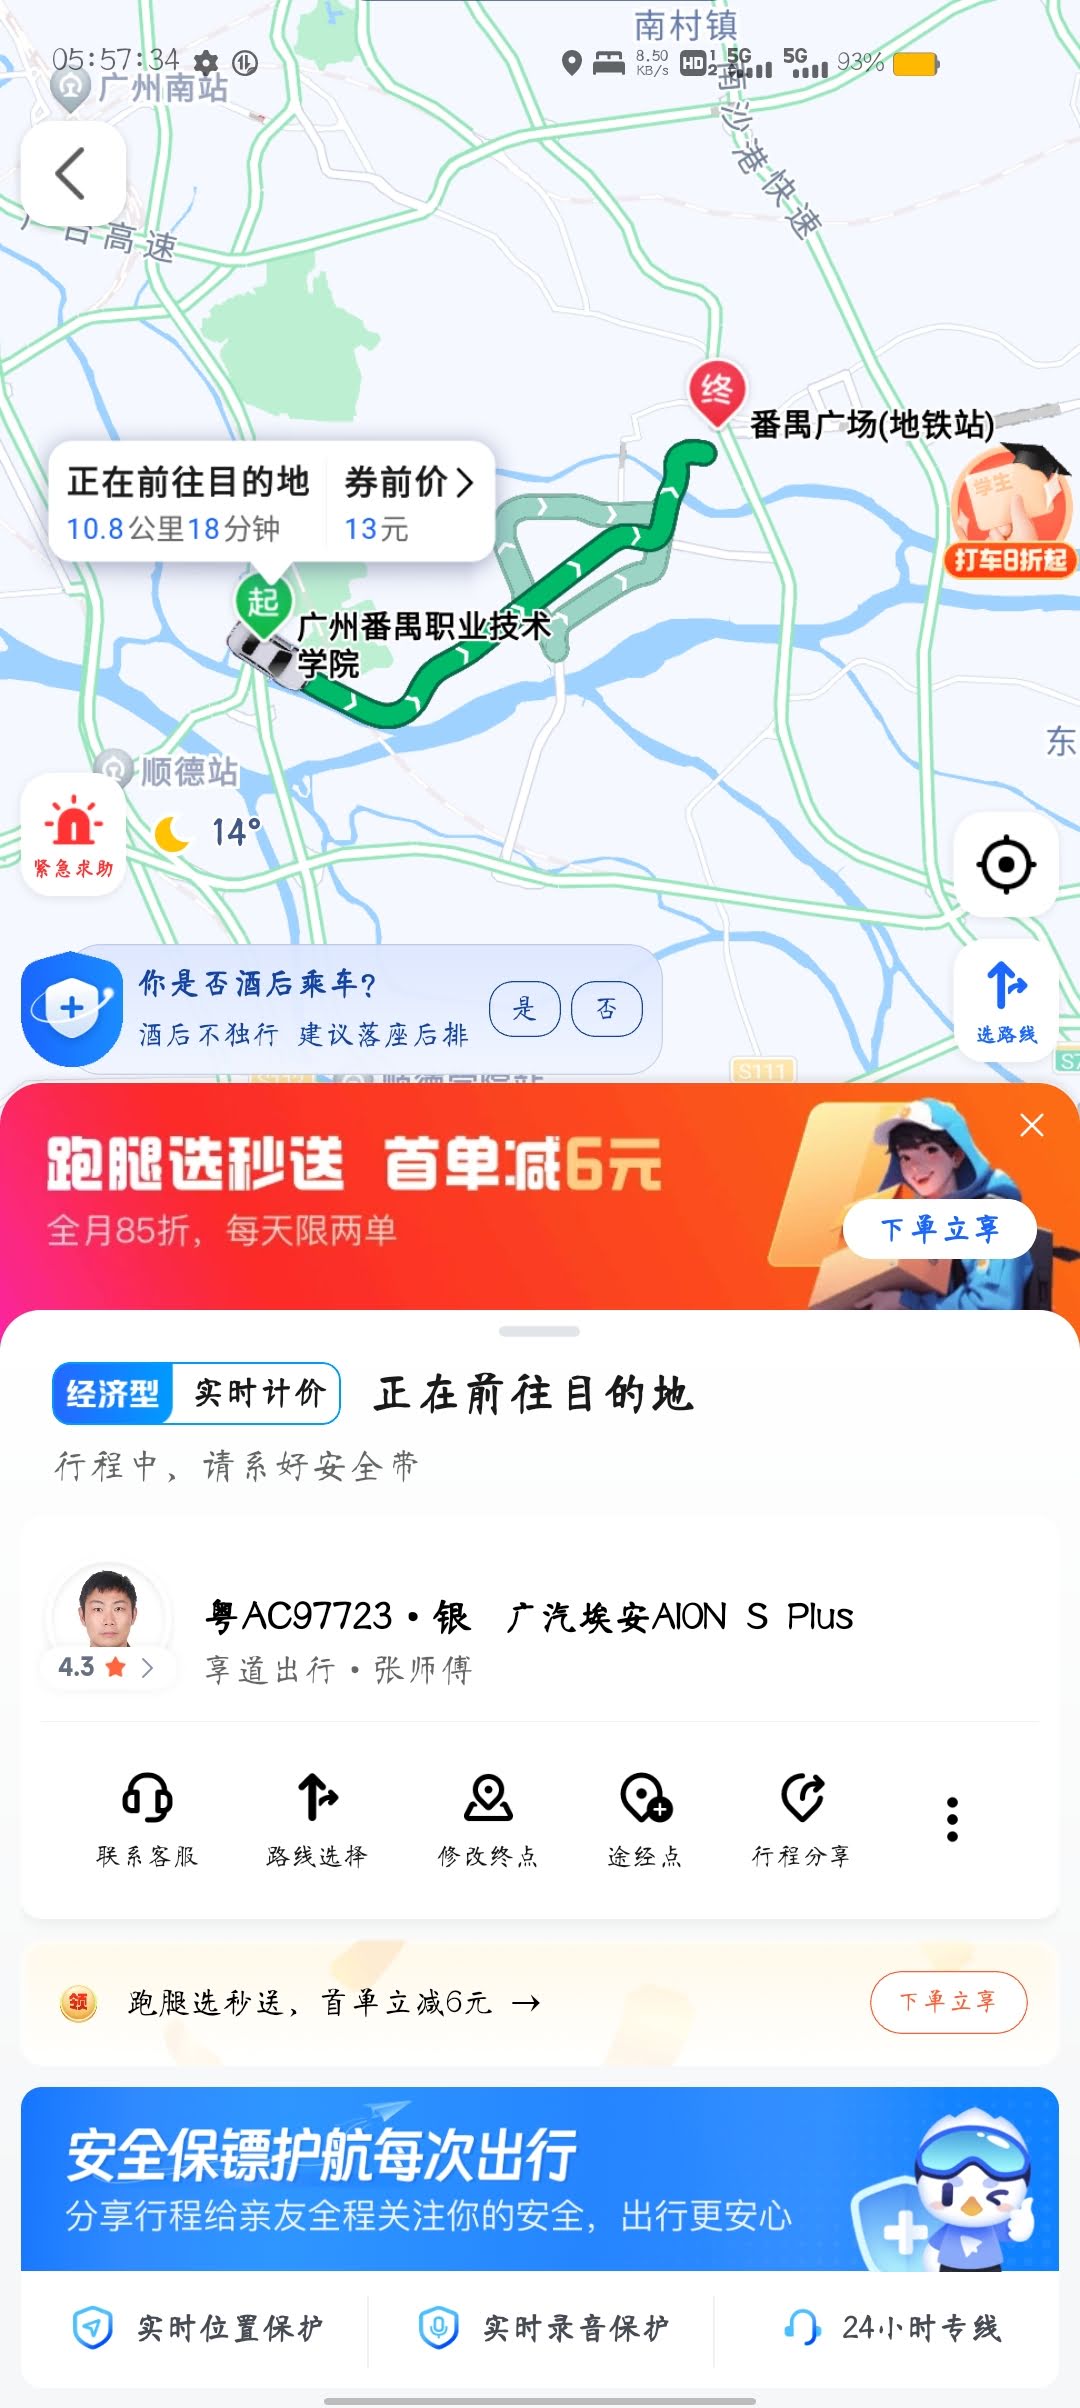 南村镇
05:57:34
8.50 KB/s
HD 1 2
5G
5G
93%
广州南站
南沙港快速
高速
终
番禺广场(地铁站)
正在前往目的地
券前价
10.8公里18分钟
13元
学生
打车8折起
起
广州番禺职业技术
学院
东
顺德站
紧急求助
14°
你是否酒后乘车?
酒后不独行 建议落座后排
是
否
选路线
S111
跑腿选秒送 首单减6元
全月85折，每天限两单
下单立享
经济型
实时计价
正在前往目的地
行程中，请系好安全带
粤AC97723·银 广汽埃安AION S Plus
4.3
享道出行·张师傅
联系客服
路线选择
修改终点
途经点
行程分享
领
跑腿选秒送，首单立减6元 →
下单立享
安全保镖护航每次出行
分享行程给亲友全程关注你的安全，出行更安心
实时位置保护
实时录音保护
24小时专线